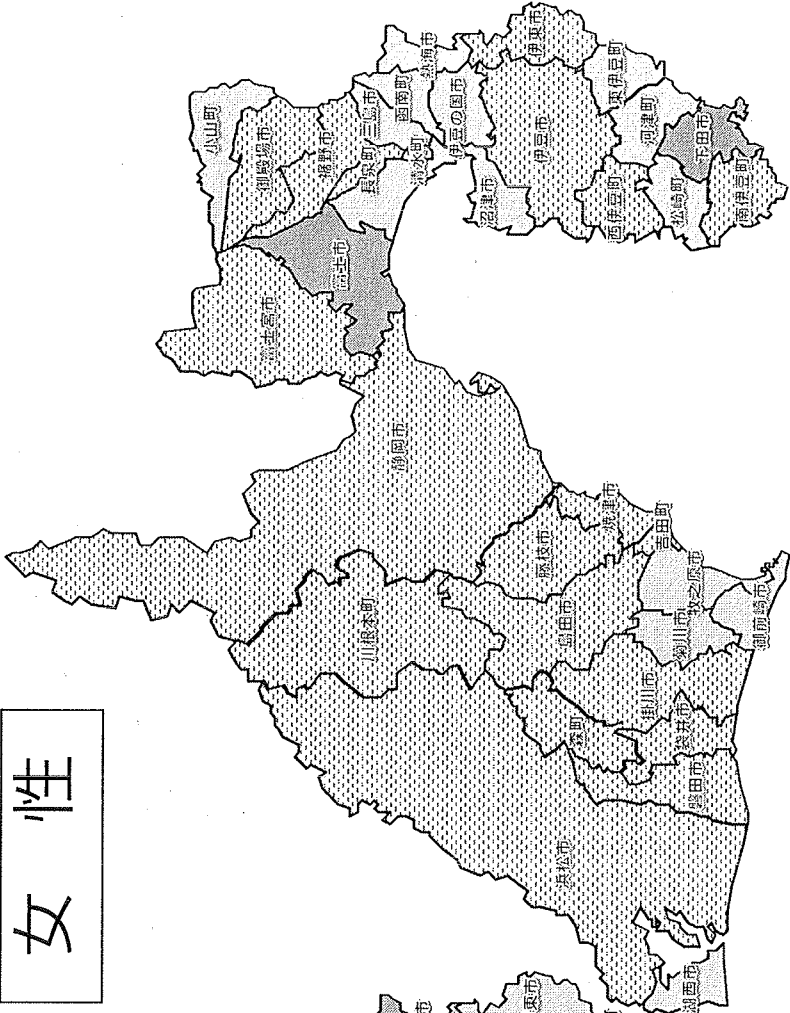 女性
小山町
御殿場市
裾野市
三島市
長泉町
清水町
函南町
熱海市
伊豆の国市
沼津市
伊豆市
伊東市
東伊豆町
河津町
西伊豆町
松崎町
下田市
南伊豆町
富士市
富士宮市
静岡市
川根本町
藤枝市
焼津市
島田市
吉田町
牧之原市
菊川市
御前崎市
掛川市
森町
袋井市
磐田市
浜松市
湖西市
東市
市